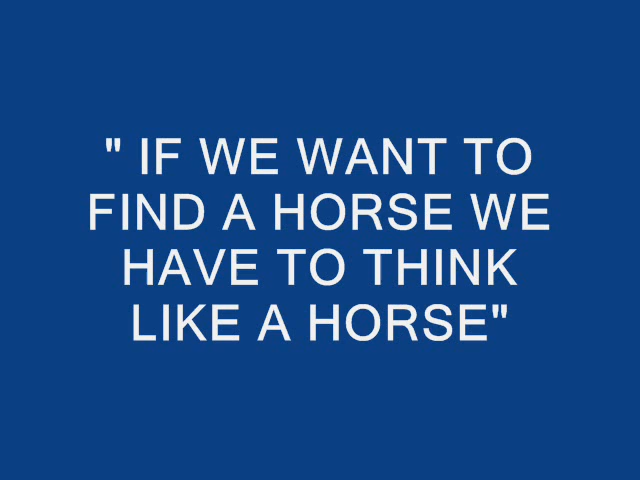 " IF WE WANT TO
FIND A HORSE WE
HAVE TO THINK
LIKE A HORSE"